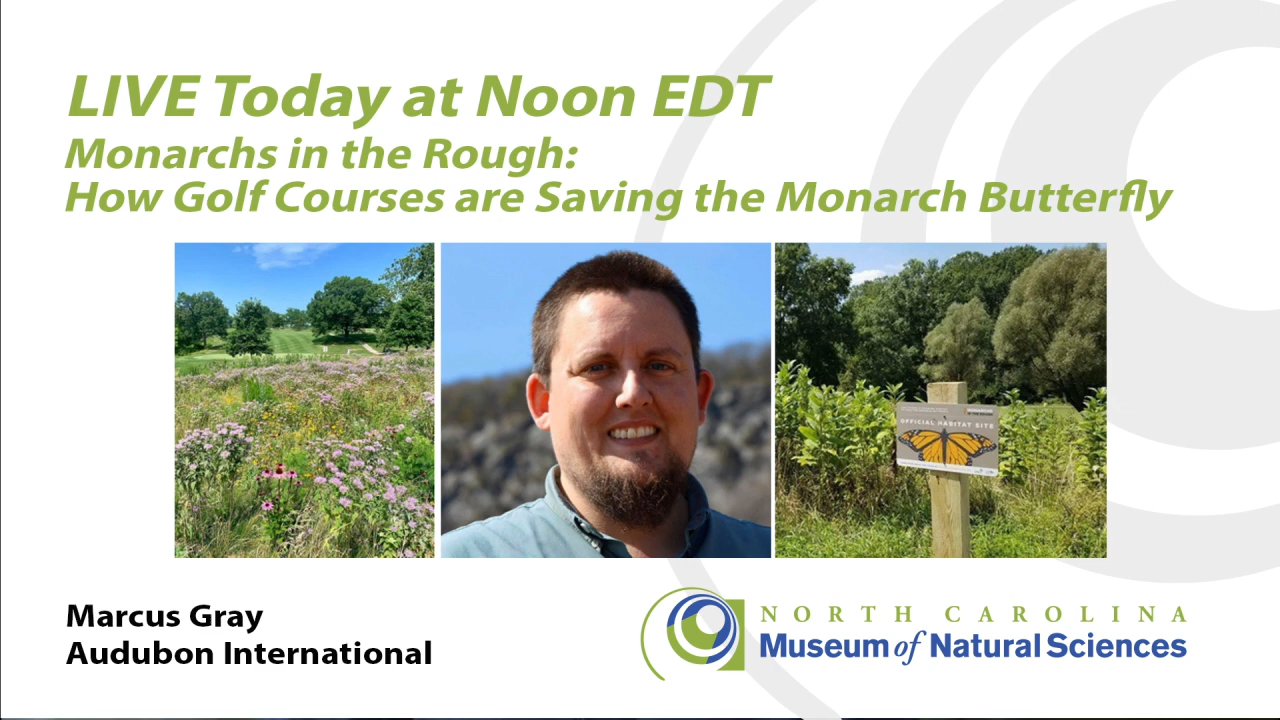 LIVE Today at Noon EDT
Monarchs in the Rough:
How Golf Courses are Saving the Monarch Butterfly
OFFICIAL HABITAT SITE
Marcus Gray
Audubon International
NORTH CAROLINA
Museum of Natural Sciences